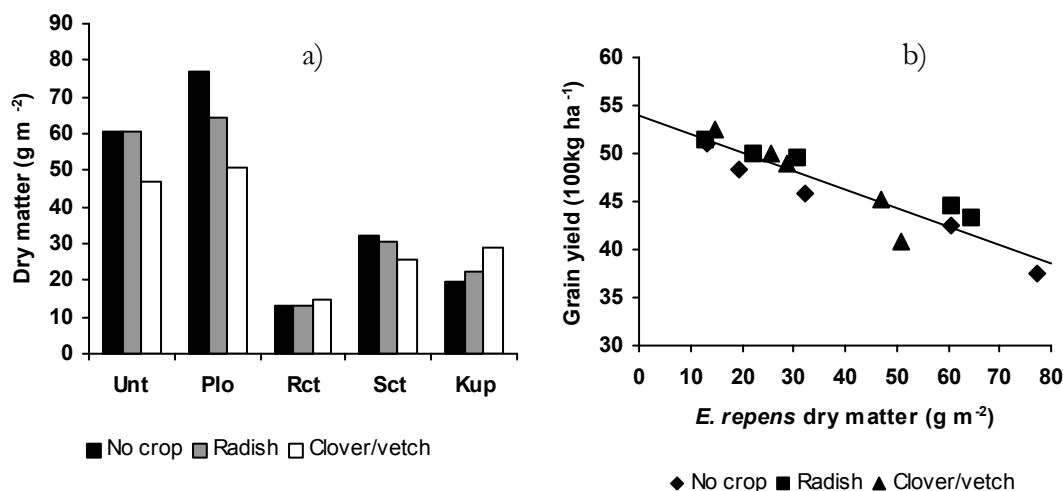 a)
Dry matter (g m -2)
90
80
70
60
50
40
30
20
10
0
Unt Plo Rct Sct Kup
No crop Radish Clover/vetch
b)
Grain yield (100kg ha -1)
55
50
45
40
35
30
0 10 20 30 40 50 60 70 80
E. repens dry matter (g m-2)
No crop Radish Clover/vetch